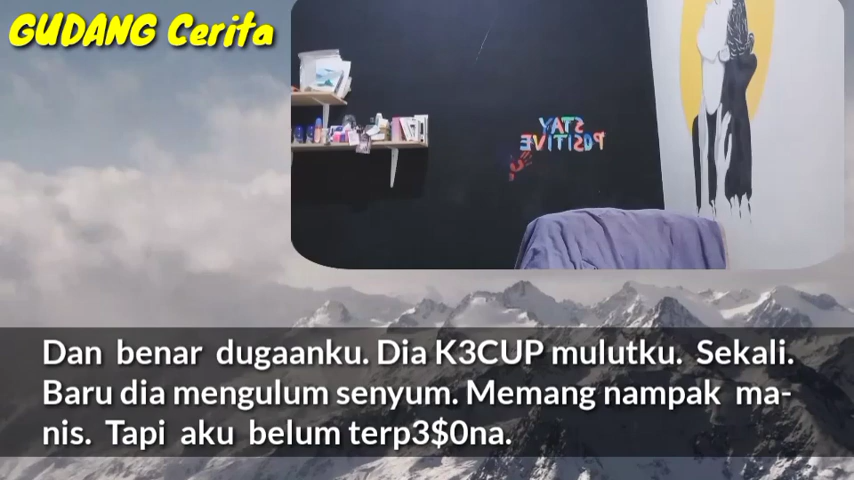 GUDANG Cerita
STAY
POSITIVE
Dan benar dugaanku. Dia K3CUP mulutku. Sekali.
Baru dia mengulum senyum. Memang nampak ma-
nis. Tapi aku belum terp3$0na.